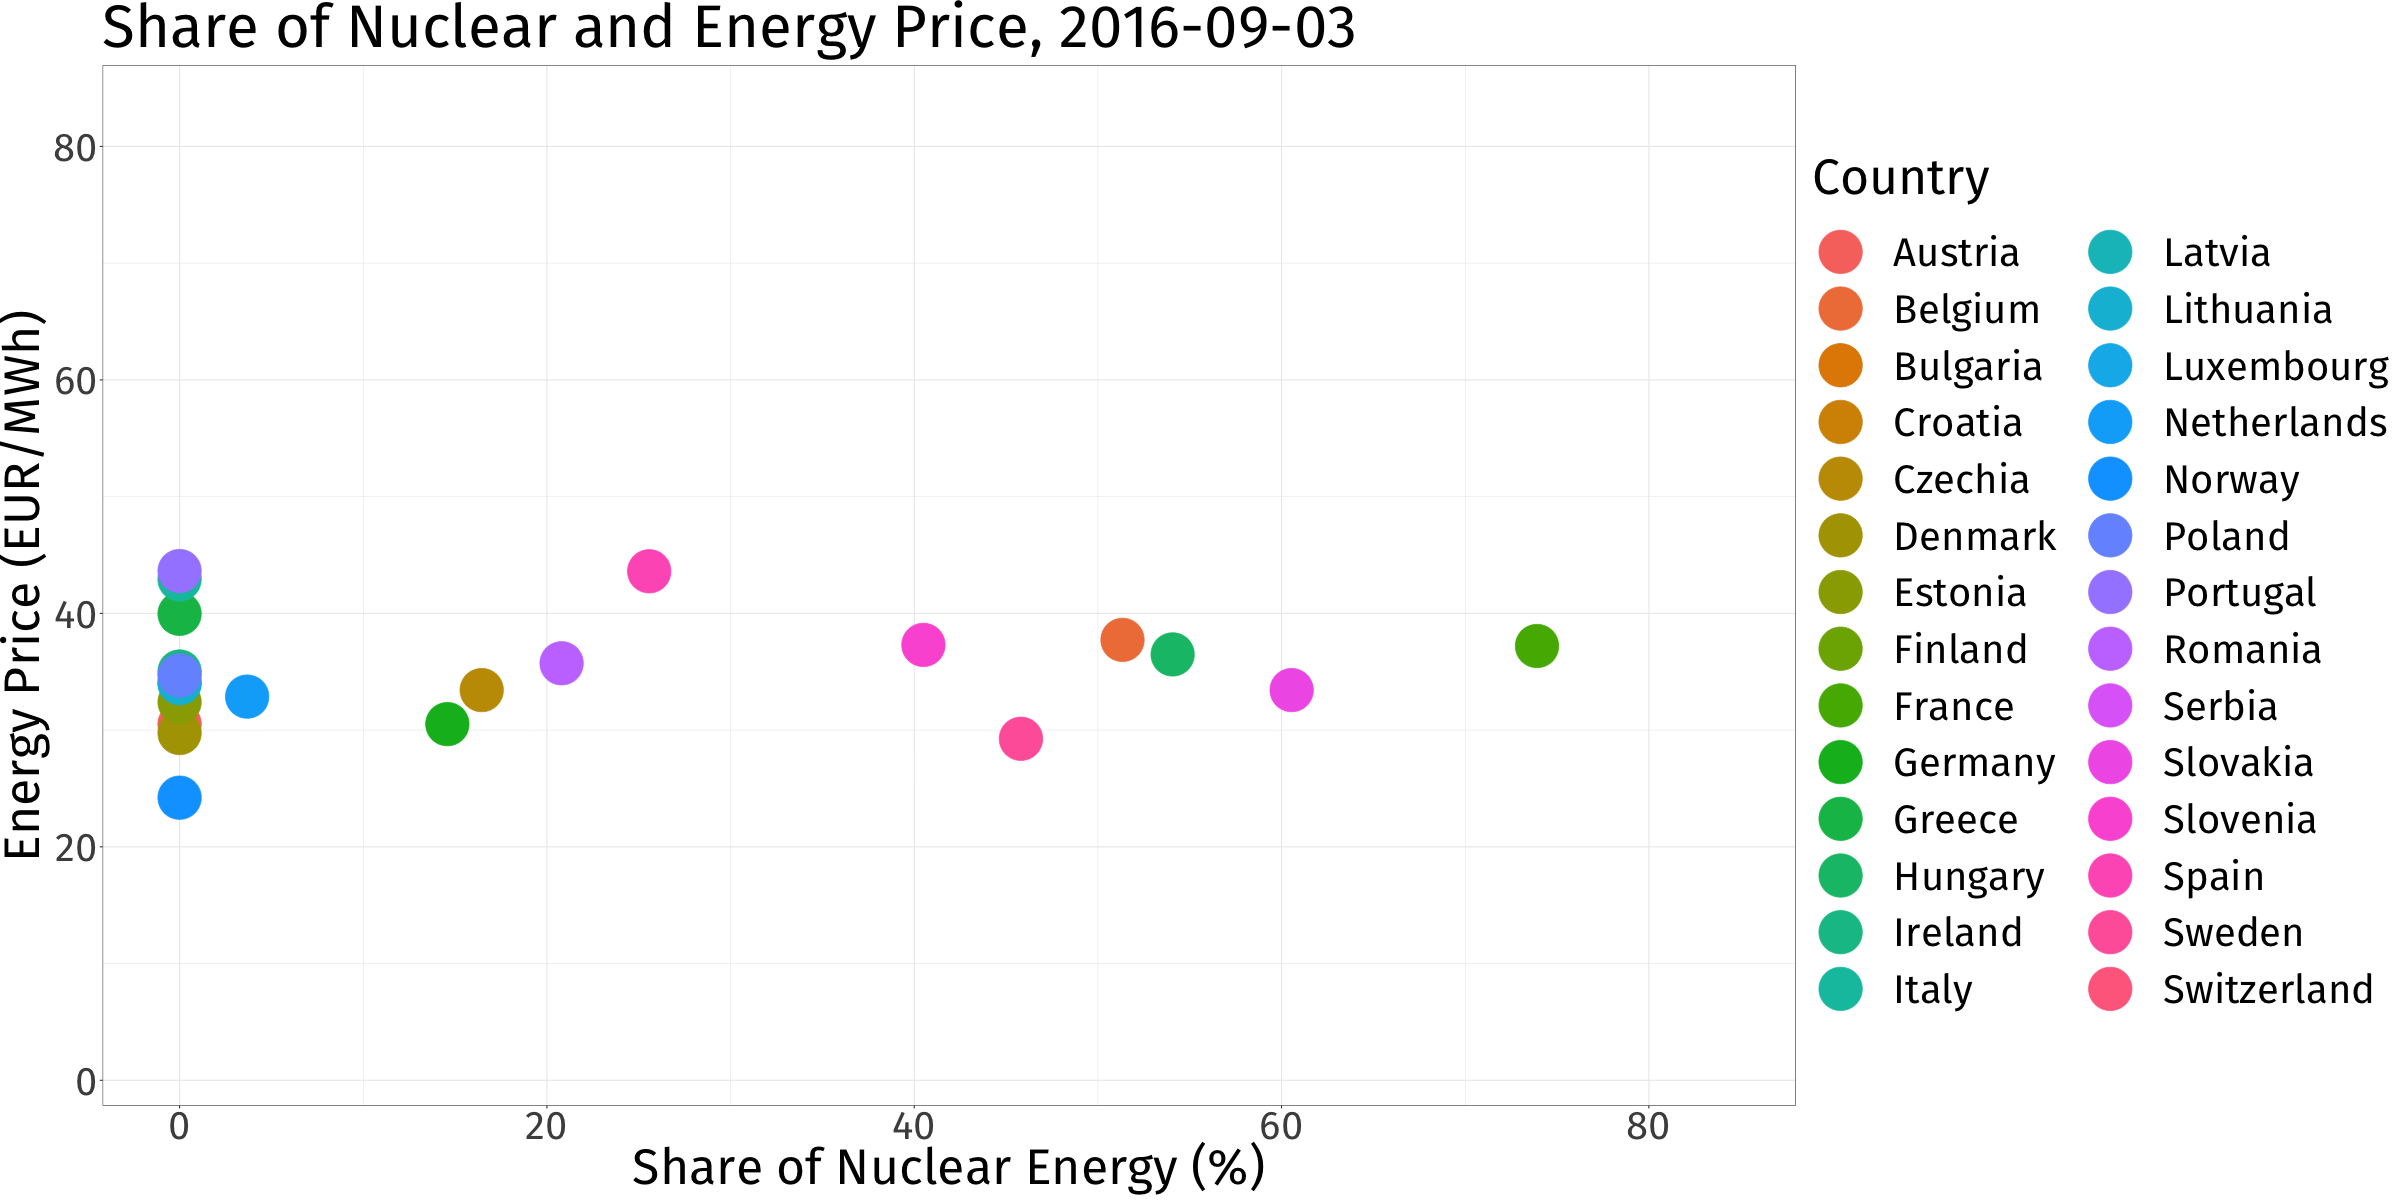 Share of Nuclear and Energy Price, 2016-09-03
Energy Price (EUR/MWh)
80
60
40
20
0
0
20
40
60
80
Share of Nuclear Energy (%)
Country
Austria
Belgium
Bulgaria
Croatia
Czechia
Denmark
Estonia
Finland
France
Germany
Greece
Hungary
Ireland
Italy
Latvia
Lithuania
Luxembourg
Netherlands
Norway
Poland
Portugal
Romania
Serbia
Slovakia
Slovenia
Spain
Sweden
Switzerland